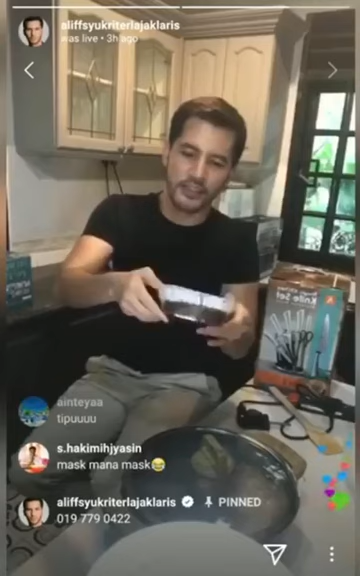 aliffsyukriterlajaklaris
was live • 3h ago
Knife Set
ainteyaa
tipuuuu
s.hakimihjyasin
mask mana mask😂
aliffsyukriterlajaklaris PINNED
019 779 0422